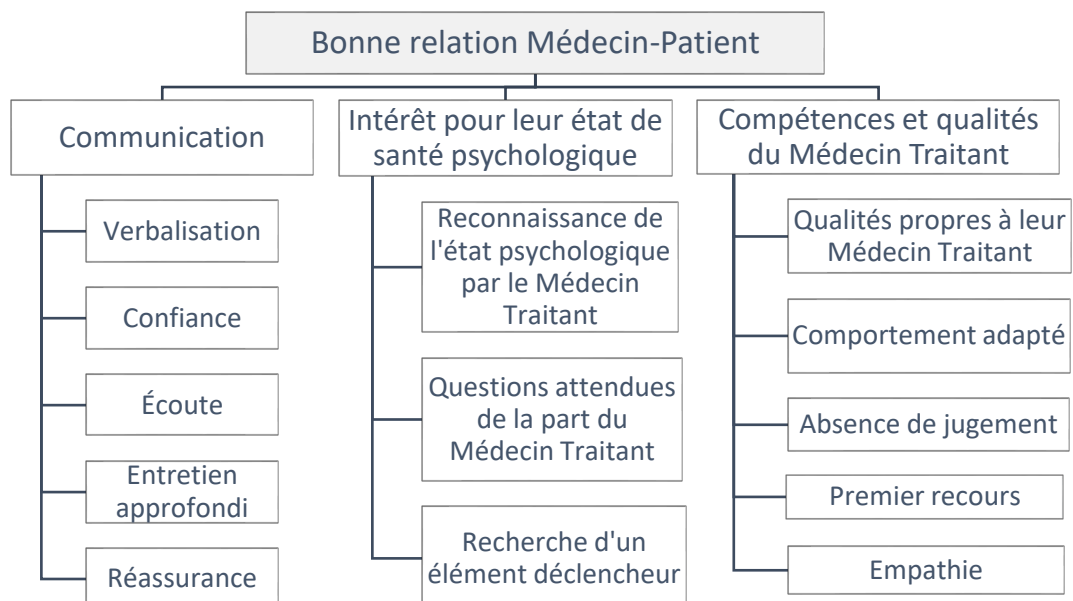 Bonne relation Médecin-Patient
Communication
Verbalisation
Confiance
Écoute
Entretien
approfondi
Réassurance
Intérêt pour leur état de
santé psychologique
Reconnaissance de
l'état psychologique
par le Médecin
Traitant
Questions attendues
de la part du
Médecin Traitant
Recherche d'un
élément déclencheur
Compétences et qualités
du Médecin Traitant
Qualités propres à leur
Médecin Traitant
Comportement adapté
Absence de jugement
Premier recours
Empathie